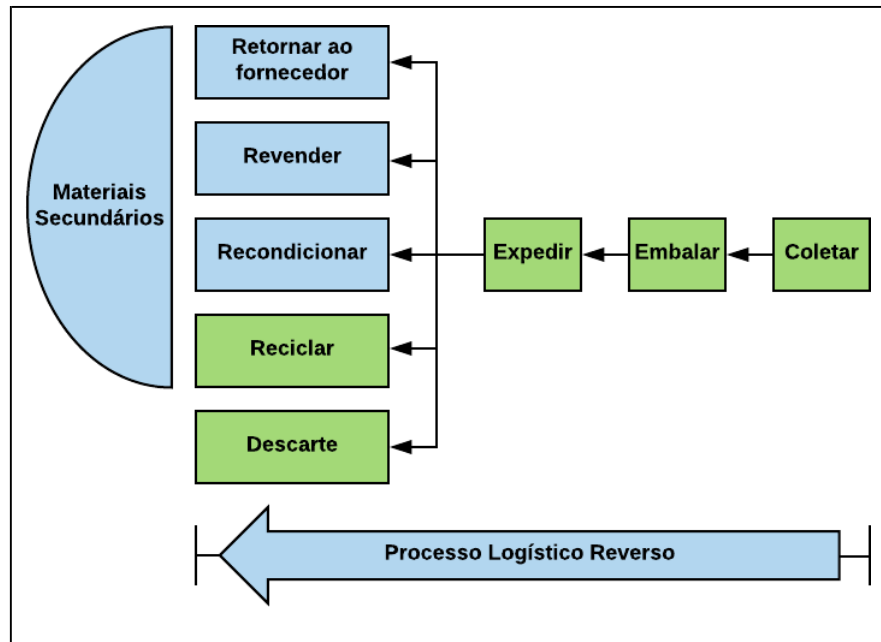 Retornar ao
fornecedor
Revender
Materiais
Secundários
Recondicionar
Expedir
Embalar
Coletar
Reciclar
Descarte
Processo Logístico Reverso